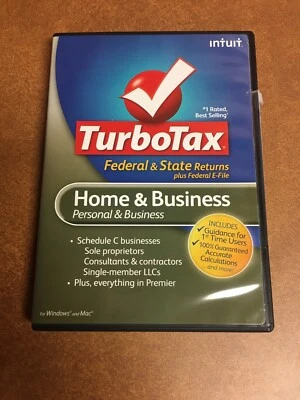 intuit
#1 Rated,
Best Selling
TurboTax
Federal & State Returns
plus Federal E-File
Home & Business
Personal & Business
• Schedule C businesses
Sole proprietors
Consultants & contractors
Single-member LLCs
• Plus, everything in Premier
INCLUDES
✓ Guidance for
1st Time Users
✓ 100% Guaranteed
Accurate
Calculations
and more!
for Windows® and Mac®